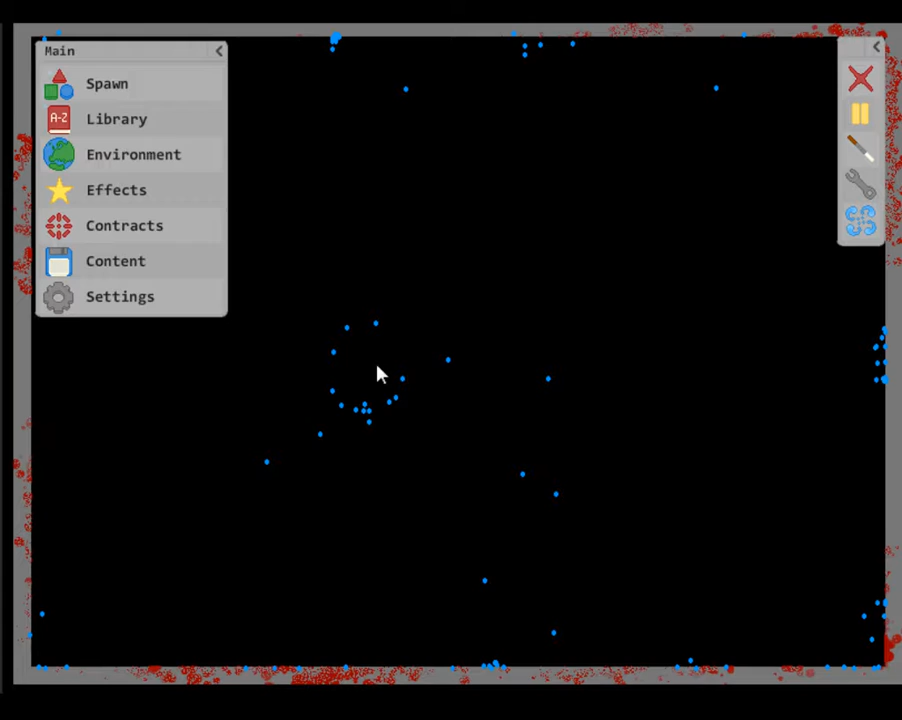 Main
Spawn
A-Z
Library
Environment
Effects
Contracts
Content
Settings